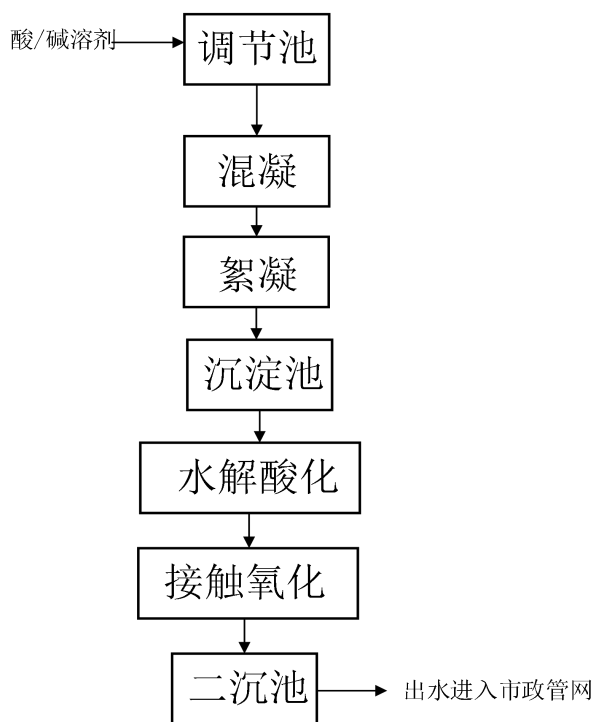 酸/碱溶剂
调节池
混凝
絮凝
沉淀池
水解酸化
接触氧化
二沉池
出水进入市政管网